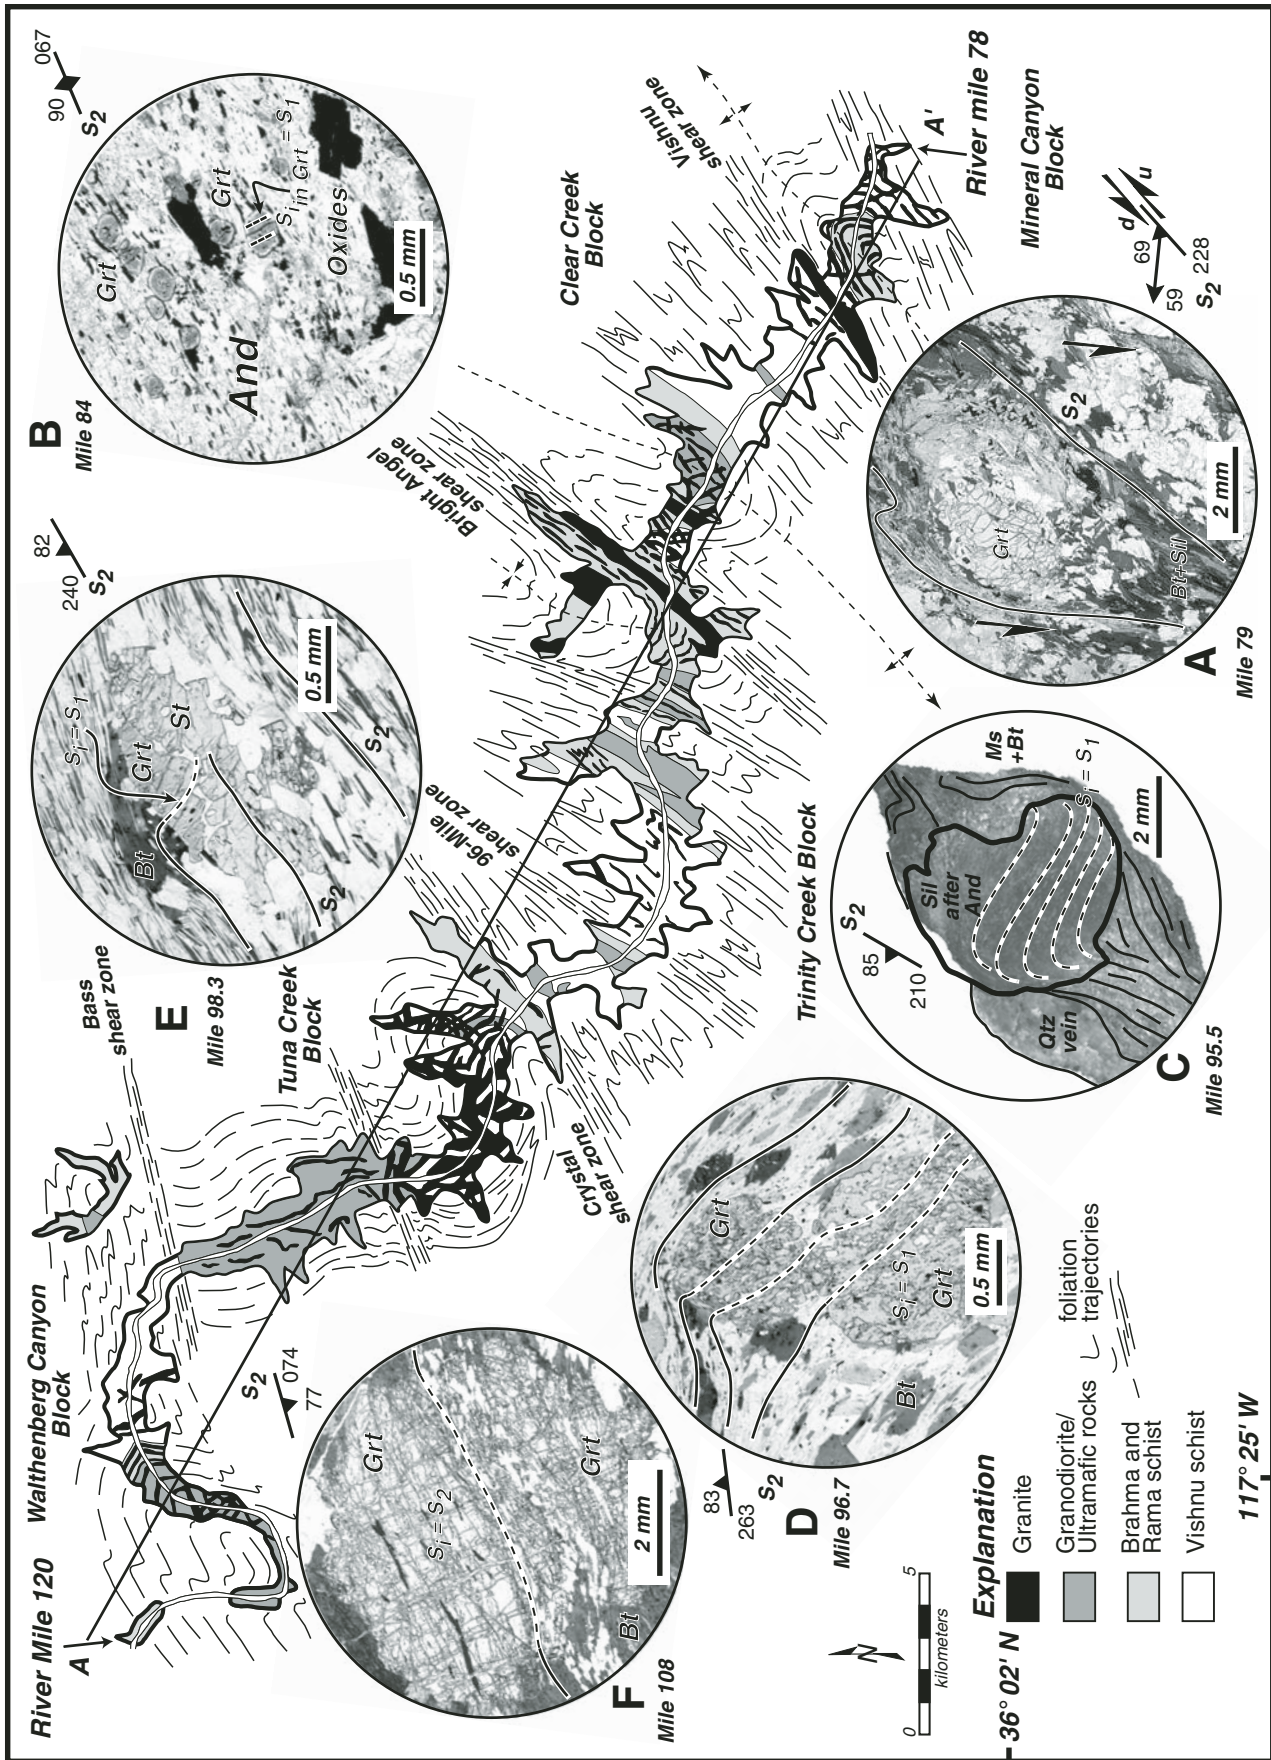 River Mile 120
A
Walthenberg Canyon
Block
Bass
shear zone
Tuna Creek
Block
Crystal
shear zone
96-Mile
shear zone
Trinity Creek Block
Bright Angel
shear zone
Clear Creek
Block
Vishnu
shear zone
A'
River mile 78
Mineral Canyon
Block
B
Mile 84
Grt
Grt
And
Si in Grt = S1
Oxides
0.5 mm
90
067
S2
E
Mile 98.3
Si = S1
Bt
Grt
St
S2
S2
0.5 mm
240
82
S2
F
Mile 108
Grt
Si = S2
Grt
Bt
2 mm
S2
074
77
D
Mile 96.7
Grt
Si = S1
Grt
Bt
0.5 mm
83
263
S2
C
Mile 95.5
Qtz
vein
Sil
after
And
Ms
+Bt
Si = S1
2 mm
S2
85
210
A
Mile 79
Grt
S2
Bt+Sil
2 mm
d
u
69
59
228
S2
N
0
5
kilometers
36° 02' N
117° 25' W
Explanation
Granite
Granodiorite/
Ultramafic rocks
Brahma and
Rama schist
Vishnu schist
foliation
trajectories